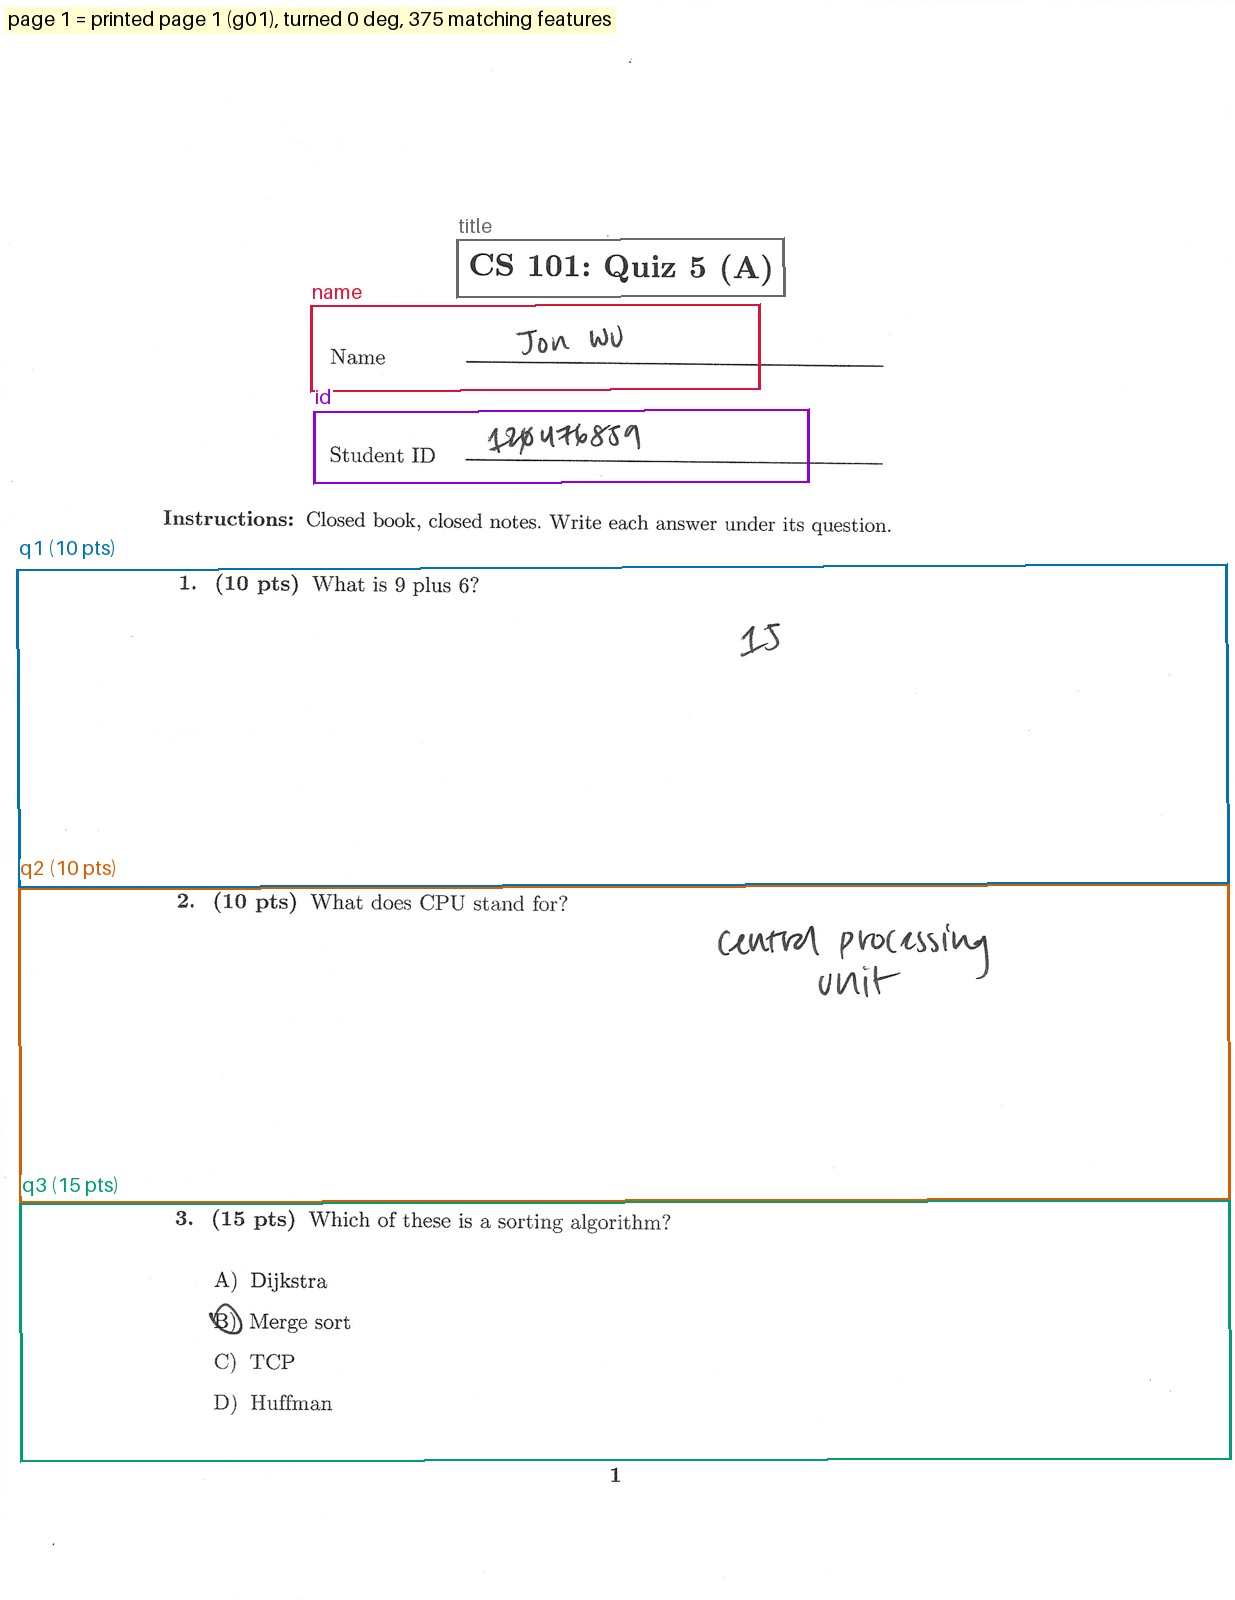 page 1 = printed page 1 (g01), turned 0 deg, 375 matching features
title
CS 101: Quiz 5 (A)
name
Name Jon Wu
id
Student ID 120476859
Instructions: Closed book, closed notes. Write each answer under its question.
q1 (10 pts)
1. (10 pts) What is 9 plus 6?
15
q2 (10 pts)
2. (10 pts) What does CPU stand for?
central processing
unit
q3 (15 pts)
3. (15 pts) Which of these is a sorting algorithm?
A) Dijkstra
B) Merge sort
C) TCP
D) Huffman
1